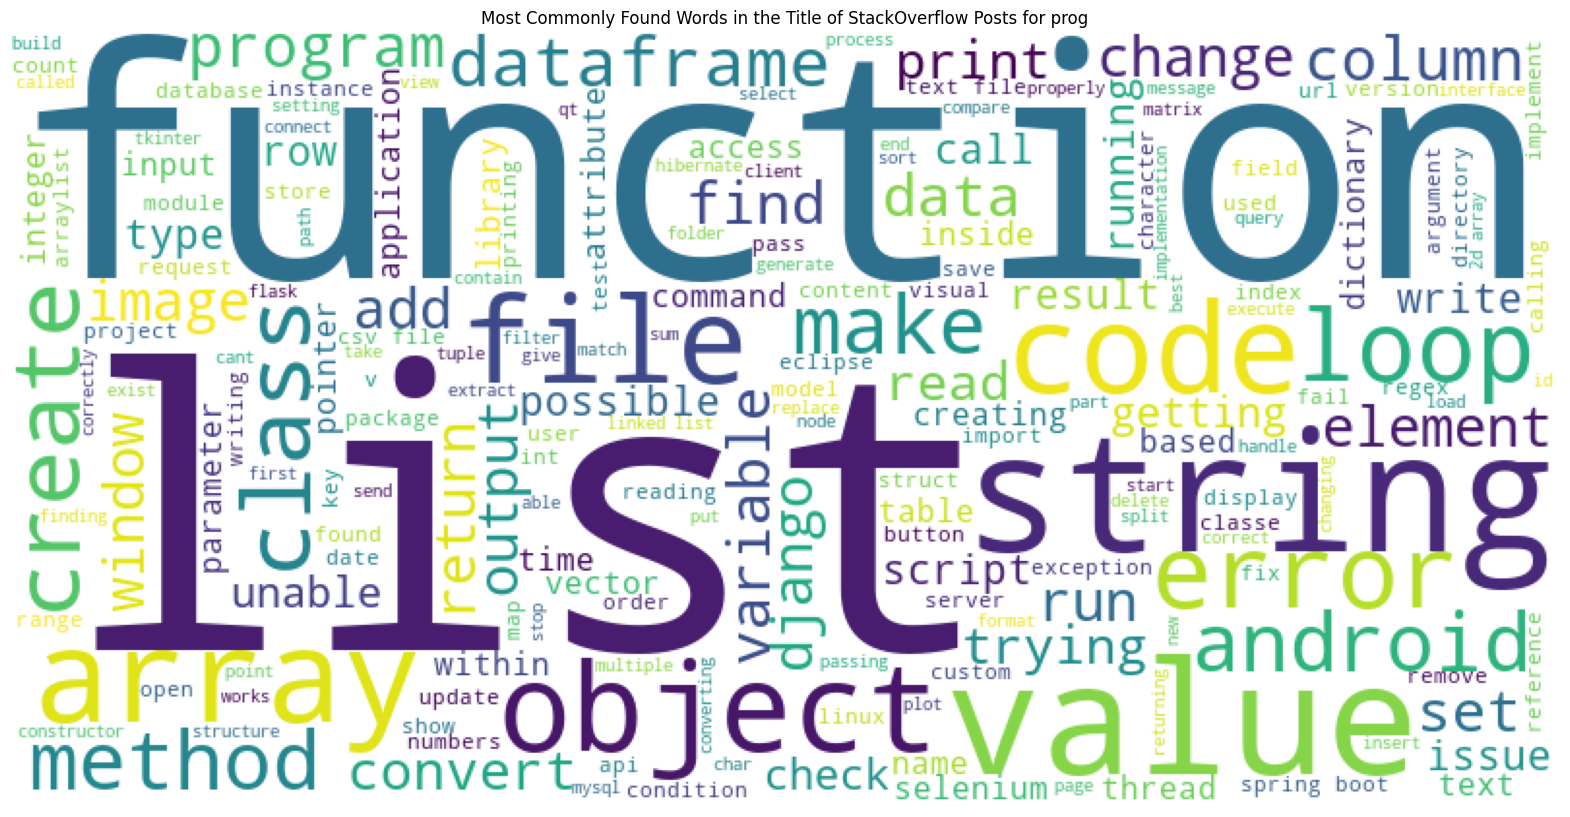 Most Commonly Found Words in the Title of StackOverflow Posts for prog
build
program
dataframe
process
print
change
column
count
called
database
instance
view
setting
application
select
text file
properly
message
url
version
interface
implement
function
integer
arraylist
tkinter
input
row
connect
qt
attribute
test
access
hibernate
client
end
sort
compare
call
running
matrix
character
implementation
field
dictionary
argument
directory
2d array
module
store
path
type
library
printing
find
data
used
query
folder
pass
inside
request
contain
generate
save
best
calling
create
image
flask
add
file
command
content
visual
result
index
execute
write
project
class
pointer
csv file
take
tuple
filter
give
match
sum
make
eclipse
code
loop
correctly
cant
exist
v
extract
possible
model
replace
node
read
creating
import
part
getting
fail
regex
load
id
window
parameter
writing
package
output
return
user
int
linked list
variable
based
handle
element
list
string
first
key
send
able
reading
put
django
struct
table
button
start
delete
split
display
classe
correct
changing
finding
found
date
unable
time
vector
order
script
server
exception
error
fix
range
map
stop
format
run
trying
new
android
reference
array
point
open
works
within
update
multiple
object
converting
passing
custom
plot
value
returning
remove
set
constructor
structure
method
show
numbers
convert
api
mysql
char
condition
check
linux
name
selenium
page
thread
insert
issue
spring boot
text